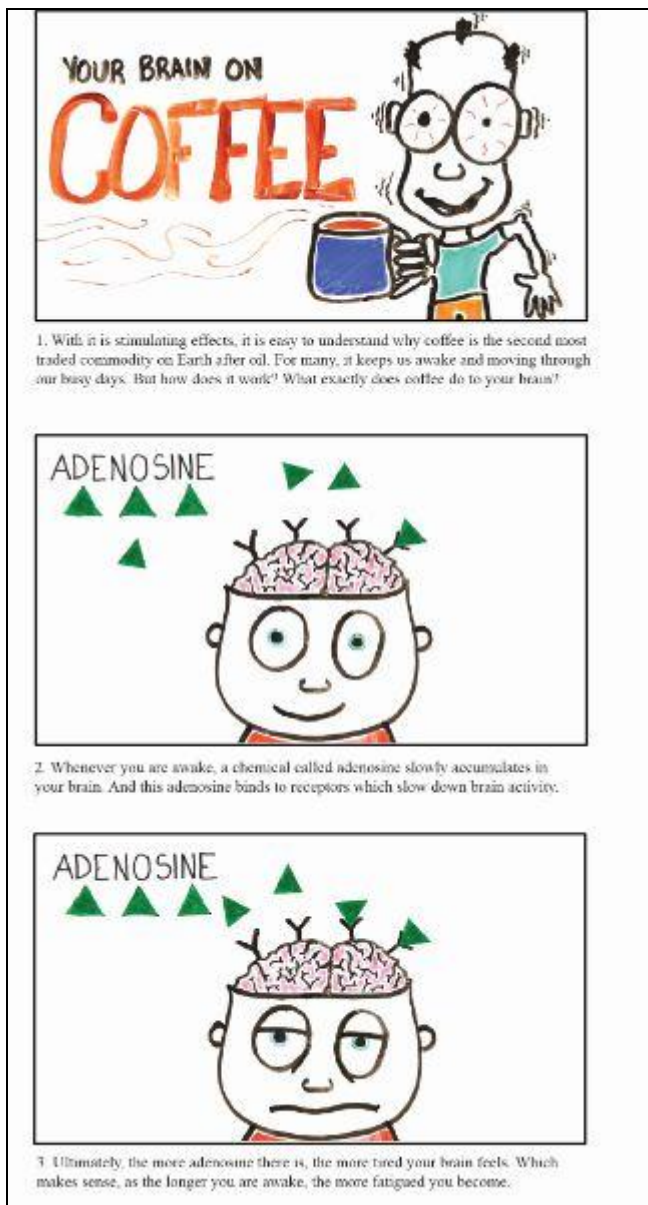 YOUR BRAIN ON
COFFEE
1. With it is stimulating effects, it is easy to understand why coffee is the second most
traded commodity on Earth after oil. For many, it keeps us awake and moving through
our busy days. But how does it work? What exactly does coffee do to your brain?
ADENOSINE
2. Whenever you are awake, a chemical called adenosine slowly accumulates in
your brain. And this adenosine binds to receptors which slow down brain activity.
ADENOSINE
3. Ultimately, the more adenosine there is, the more tired your brain feels. Which
makes sense, as the longer you are awake, the more fatigued you become.